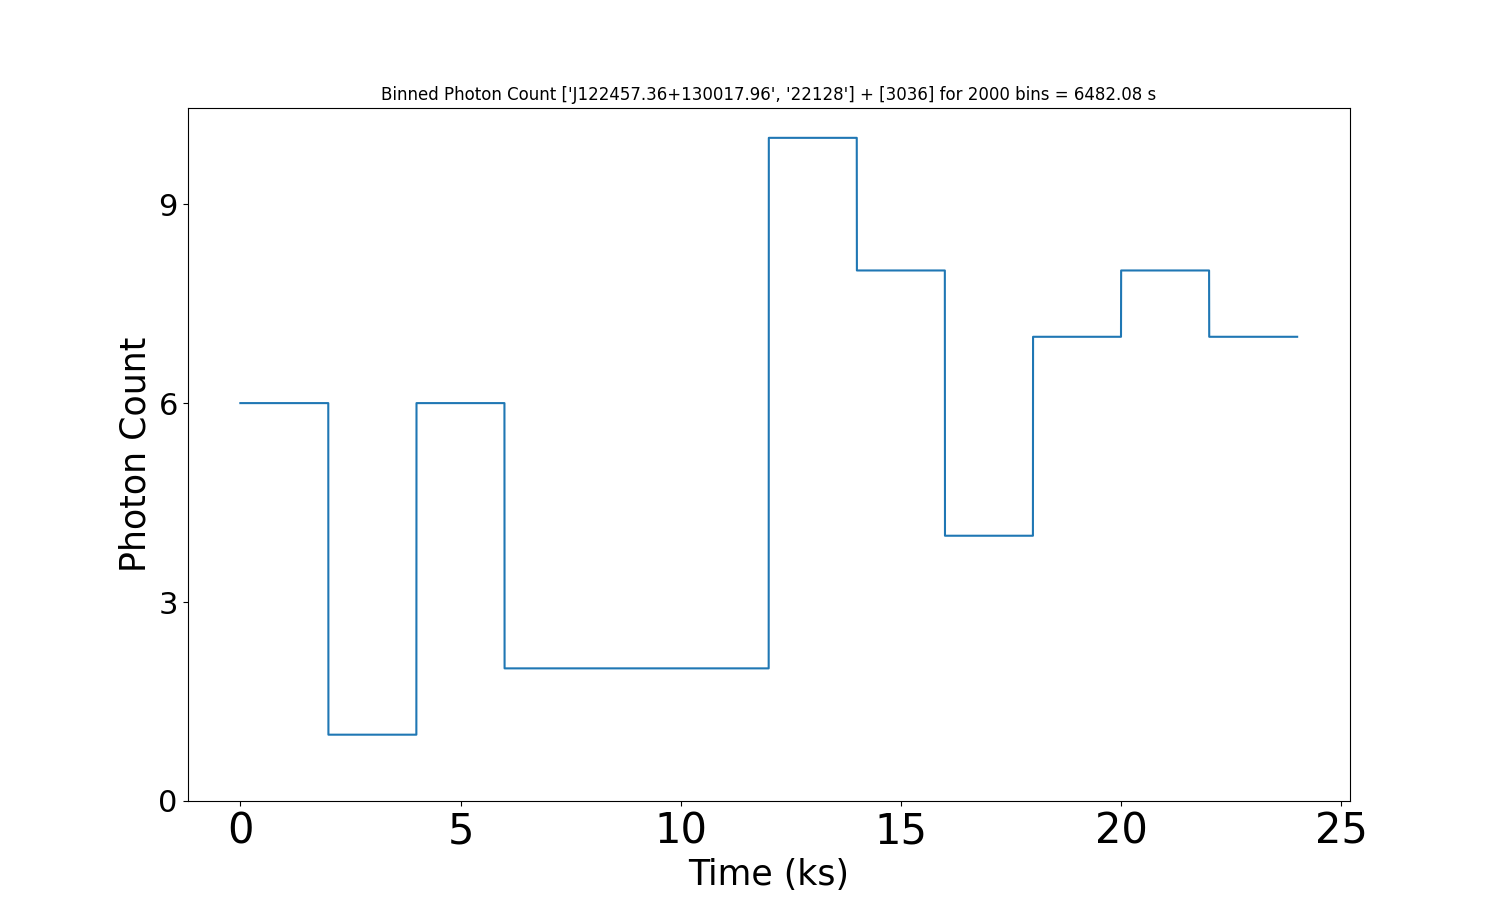 Binned Photon Count ['J122457.36+130017.96', '22128'] + [3036] for 2000 bins = 6482.08 s
9
6
3
0
Photon Count
0 5 10 15 20 25
Time (ks)